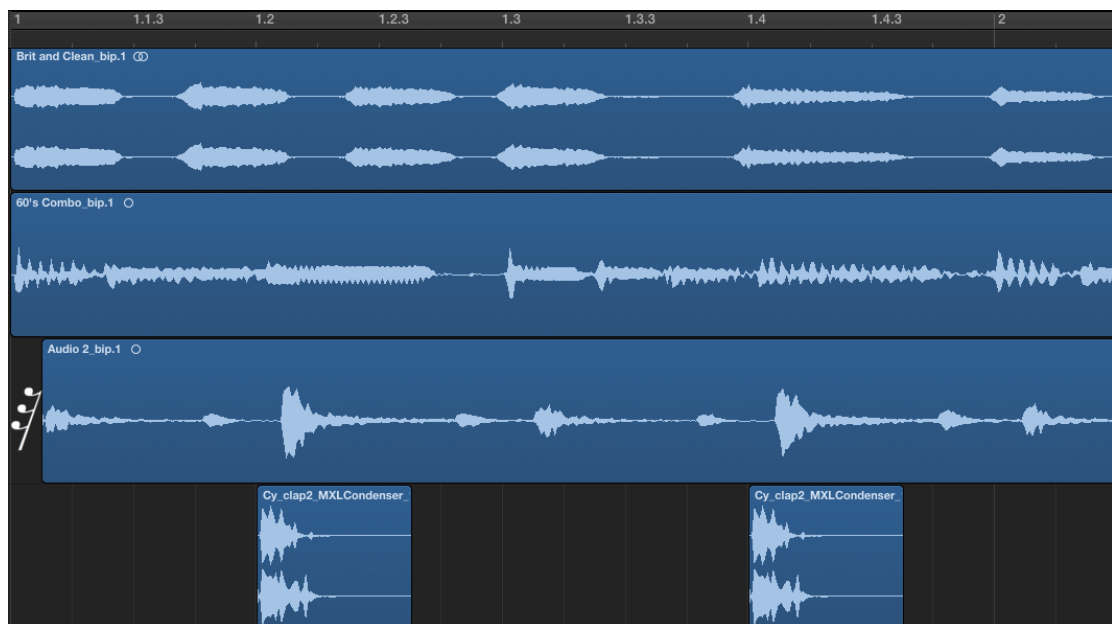 1 1.1.3 1.2 1.2.3 1.3 1.3.3 1.4 1.4.3 2
Brit and Clean_bip.1
60's Combo_bip.1
Audio 2_bip.1
Cy_clap2_MXLCondenser_ Cy_clap2_MXLCondenser_